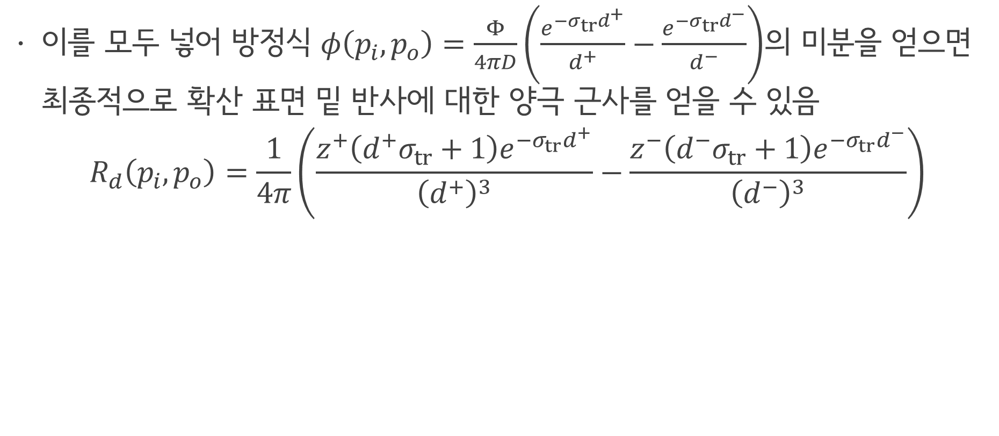 · 이를 모두 넣어 방정식 $\phi(p_i, p_o) = \frac{\Phi}{4\pi D}\left(\frac{e^{-\sigma_{\mathrm{tr}}d^+}}{d^+} - \frac{e^{-\sigma_{\mathrm{tr}}d^-}}{d^-}\right)$의 미분을 얻으면
최종적으로 확산 표면 밑 반사에 대한 양극 근사를 얻을 수 있음
$R_d(p_i, p_o) = \frac{1}{4\pi}\left(\frac{z^+(d^+\sigma_{\mathrm{tr}} + 1)e^{-\sigma_{\mathrm{tr}}d^+}}{(d^+)^3} - \frac{z^-(d^-\sigma_{\mathrm{tr}} + 1)e^{-\sigma_{\mathrm{tr}}d^-}}{(d^-)^3}\right)$